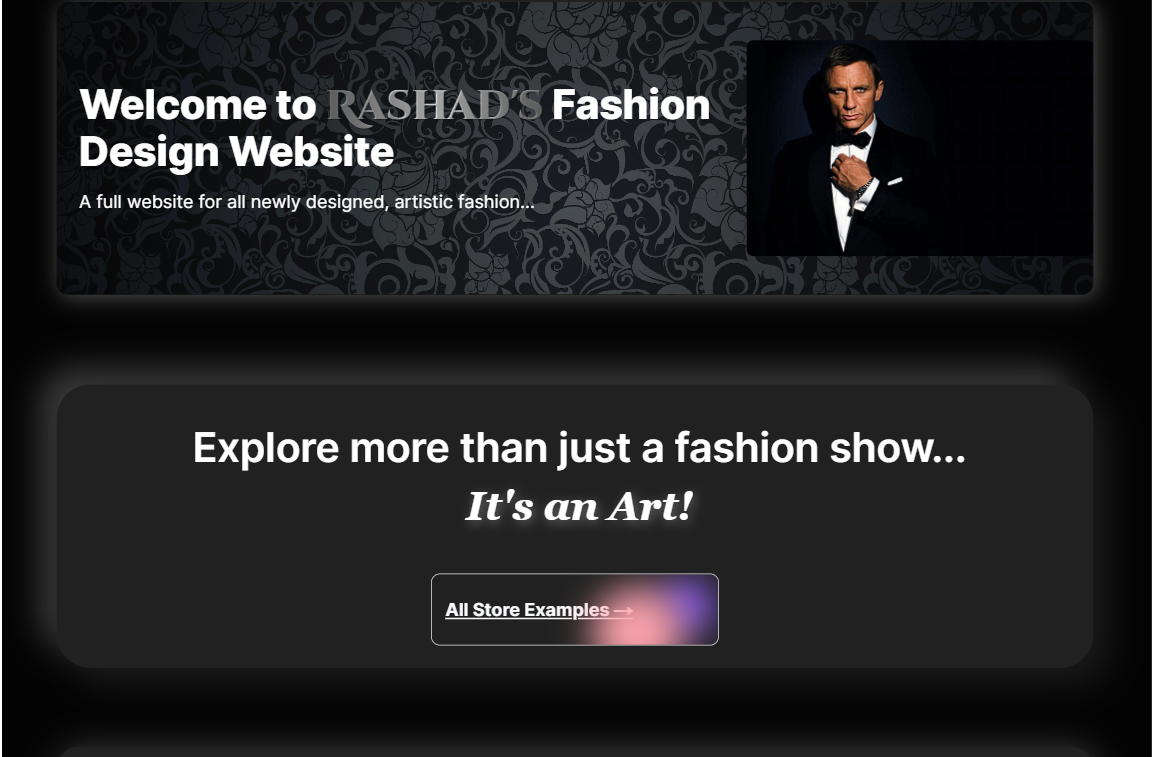 Welcome to RASHAD'S Fashion
Design Website
A full website for all newly designed, artistic fashion...
Explore more than just a fashion show...
It's an Art!
All Store Examples →